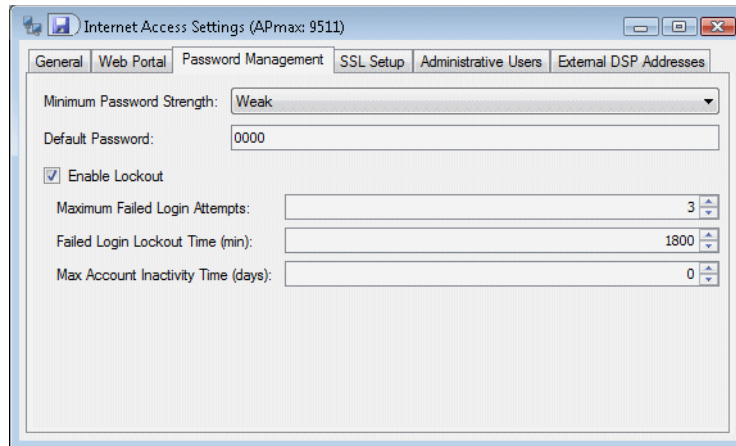 Internet Access Settings (APmax: 9511)
General Web Portal Password Management SSL Setup Administrative Users External DSP Addresses
Minimum Password Strength: Weak
Default Password: 0000
Enable Lockout
Maximum Failed Login Attempts: 3
Failed Login Lockout Time (min): 1800
Max Account Inactivity Time (days): 0